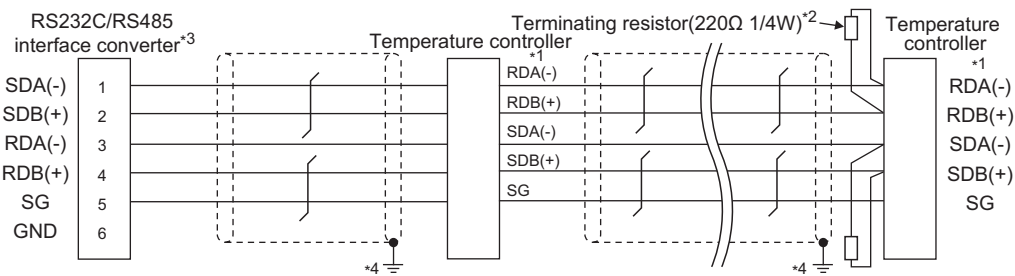 RS232C/RS485
interface converter*3
Temperature controller
*1
Terminating resistor(220Ω 1/4W)*2
Temperature
controller
*1
SDA(-) 1
SDB(+) 2
RDA(-) 3
RDB(+) 4
SG 5
GND 6
RDA(-)
RDB(+)
SDA(-)
SDB(+)
SG
RDA(-)
RDB(+)
SDA(-)
SDB(+)
SG
*4
*4